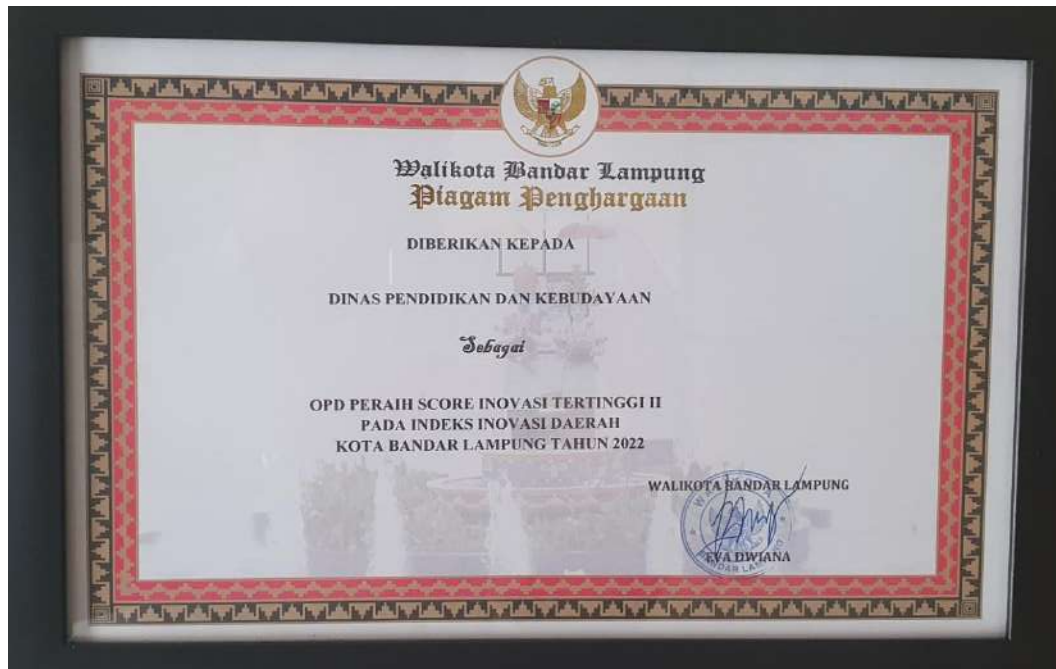 Walikota Bandar Lampung
Piagam Penghargaan
DIBERIKAN KEPADA
DINAS PENDIDIKAN DAN KEBUDAYAAN
Sebagai
OPD PERAIH SCORE INOVASI TERTINGGI II
PADA INDEKS INOVASI DAERAH
KOTA BANDAR LAMPUNG TAHUN 2022
WALIKOTA BANDAR LAMPUNG
EVA DWIANA